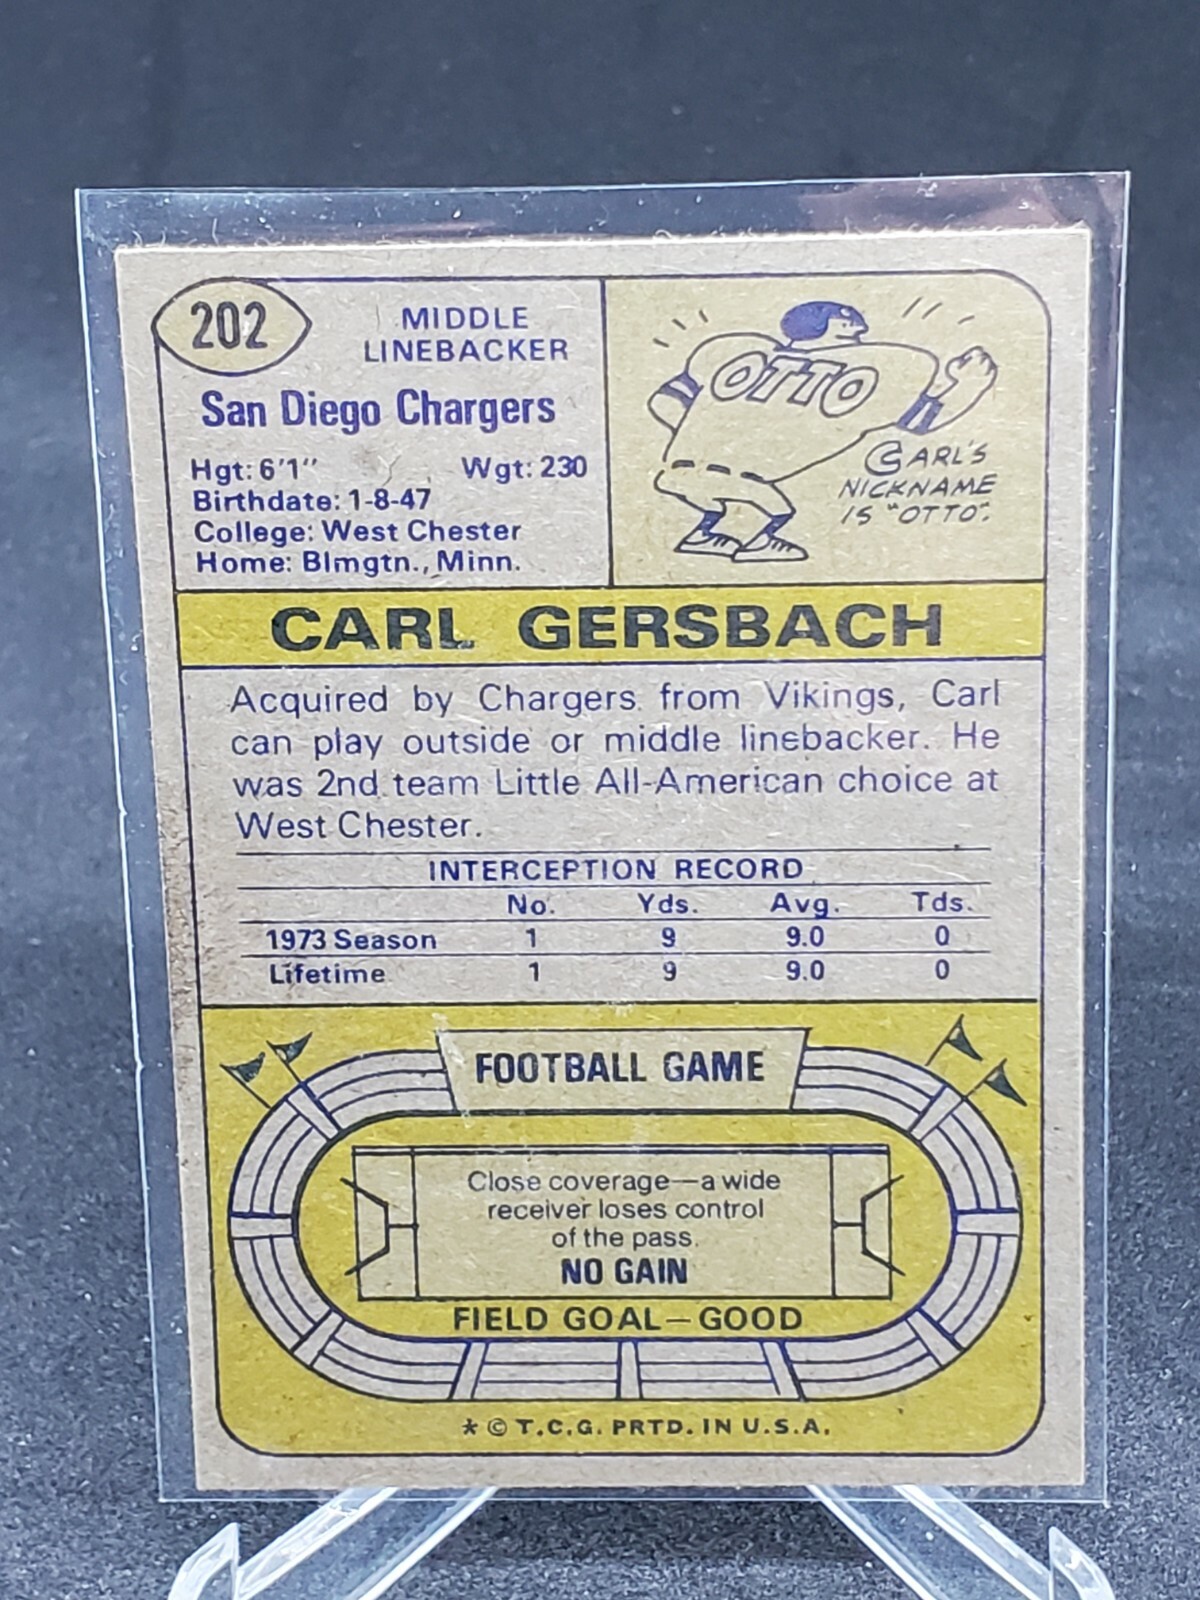 202
MIDDLE
LINEBACKER
San Diego Chargers
Hgt: 6'1" Wgt: 230
Birthdate: 1-8-47
College: West Chester
Home: Blmgtn., Minn.
OTTO
CARL'S
NICKNAME
IS "OTTO".
CARL GERSBACH
Acquired by Chargers from Vikings, Carl
can play outside or middle linebacker. He
was 2nd team Little All-American choice at
West Chester.
INTERCEPTION RECORD
No. Yds. Avg. Tds.
1973 Season 1 9 9.0 0
Lifetime 1 9 9.0 0
FOOTBALL GAME
Close coverage—a wide
receiver loses control
of the pass.
NO GAIN
FIELD GOAL—GOOD
* © T.C.G. PRTD. IN U.S.A.